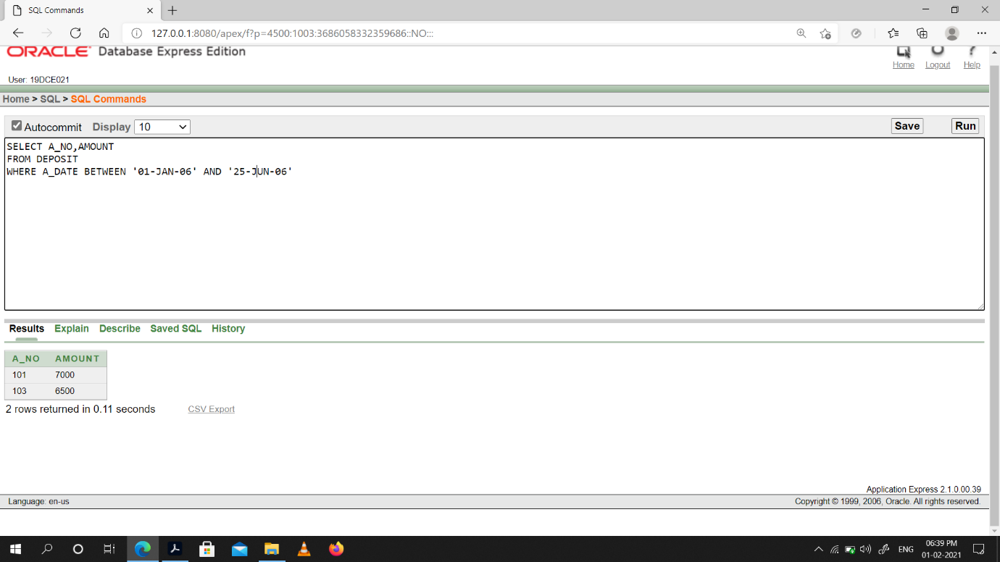 SQL Commands
127.0.0.1:8080/apex/f?p=4500:1003:3686058332359686::NO:::
ORACLE Database Express Edition
Home Logout Help
User: 19DCE021
Home > SQL > SQL Commands
Autocommit Display 10 Save Run
SELECT A_NO,AMOUNT
FROM DEPOSIT
WHERE A_DATE BETWEEN '01-JAN-06' AND '25-JUN-06'
Results Explain Describe Saved SQL History
A_NO AMOUNT
101 7000
103 6500
2 rows returned in 0.11 seconds CSV Export
Application Express 2.1.0.00.39
Language: en-us Copyright © 1999, 2006, Oracle. All rights reserved.
ENG 06:39 PM
01-02-2021